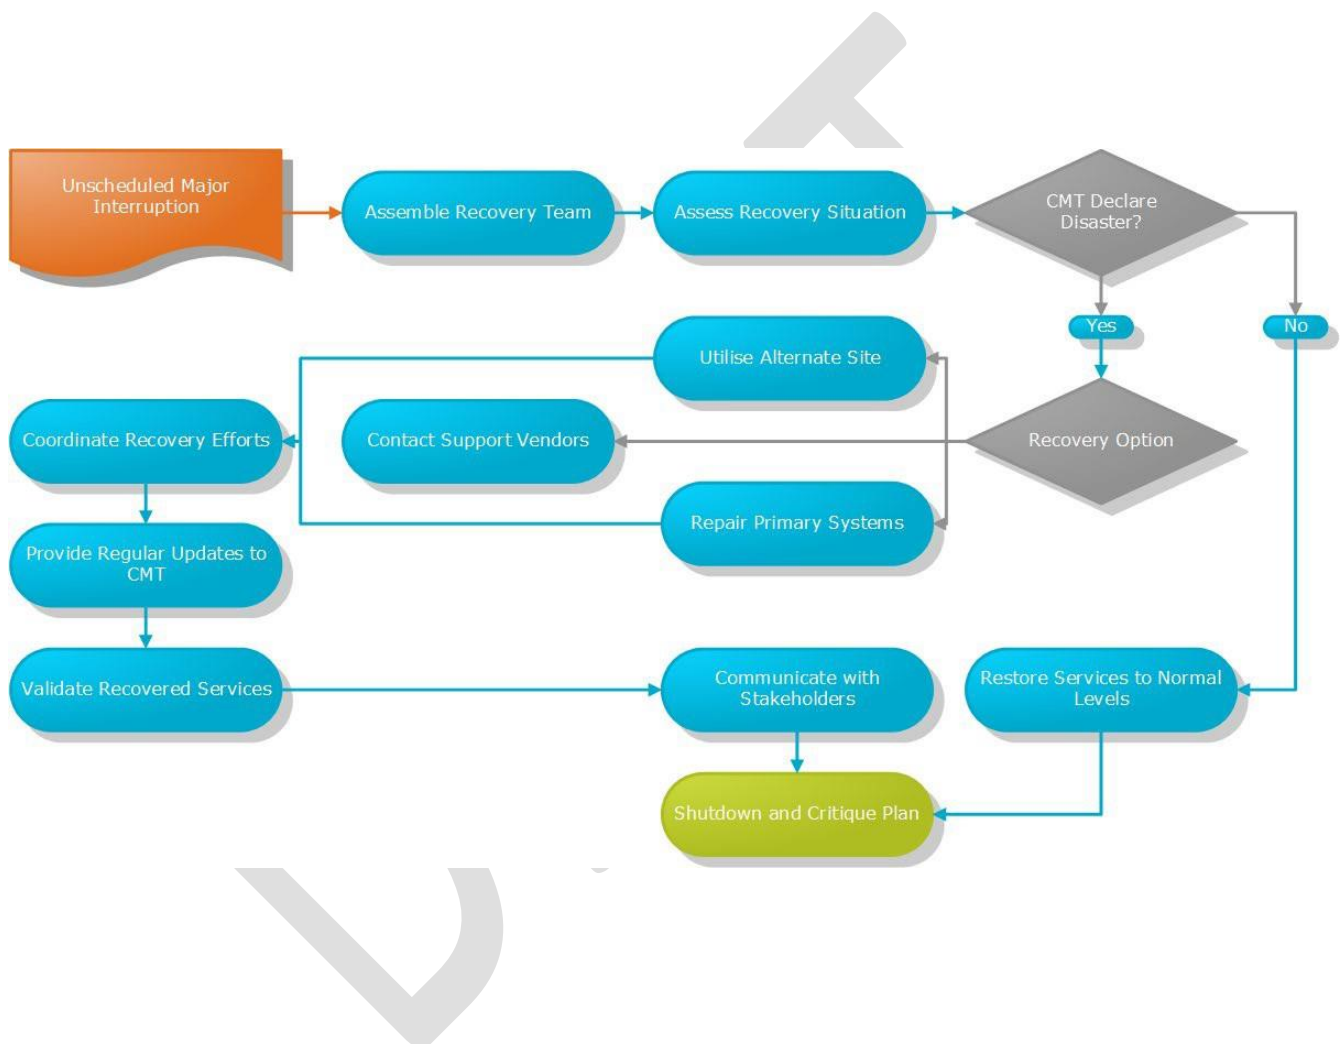 Unscheduled Major
Interruption
Assemble Recovery Team
Assess Recovery Situation
CMT Declare
Disaster?
Yes
No
Utilise Alternate Site
Coordinate Recovery Efforts
Contact Support Vendors
Recovery Option
Repair Primary Systems
Provide Regular Updates to
CMT
Validate Recovered Services
Communicate with
Stakeholders
Restore Services to Normal
Levels
Shutdown and Critique Plan